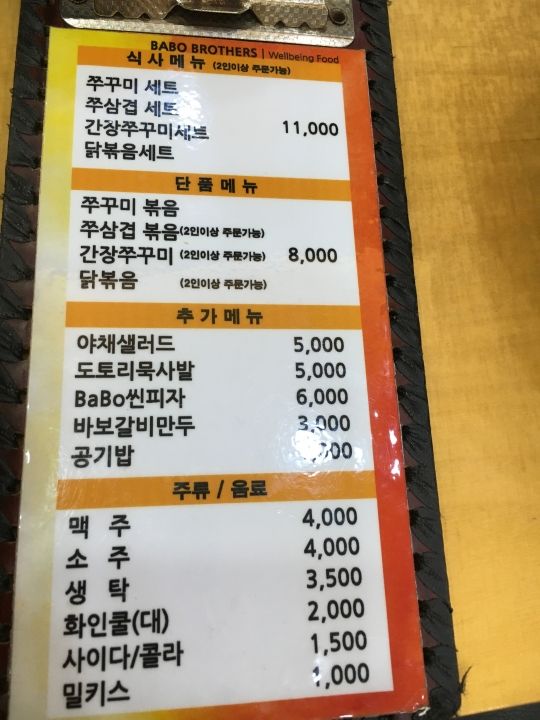 BABO BROTHERS | Wellbeing Food
식사메뉴 (2인이상 주문가능)
쭈꾸미 세트
쭈삼겹 세트
간장쭈꾸미세트 11,000
닭볶음세트
단품메뉴
쭈꾸미 볶음
쭈삼겹 볶음(2인이상 주문가능)
간장쭈꾸미 (2인이상 주문가능) 8,000
닭볶음 (2인이상 주문가능)
추가메뉴
야채샐러드 5,000
도토리묵사발 5,000
BaBo씬피자 6,000
바보갈비만두 3,000
공기밥
주류 / 음료
맥 주 4,000
소 주 4,000
생 탁 3,500
화인쿨(대) 2,000
사이다/콜라 1,500
밀키스 1,000